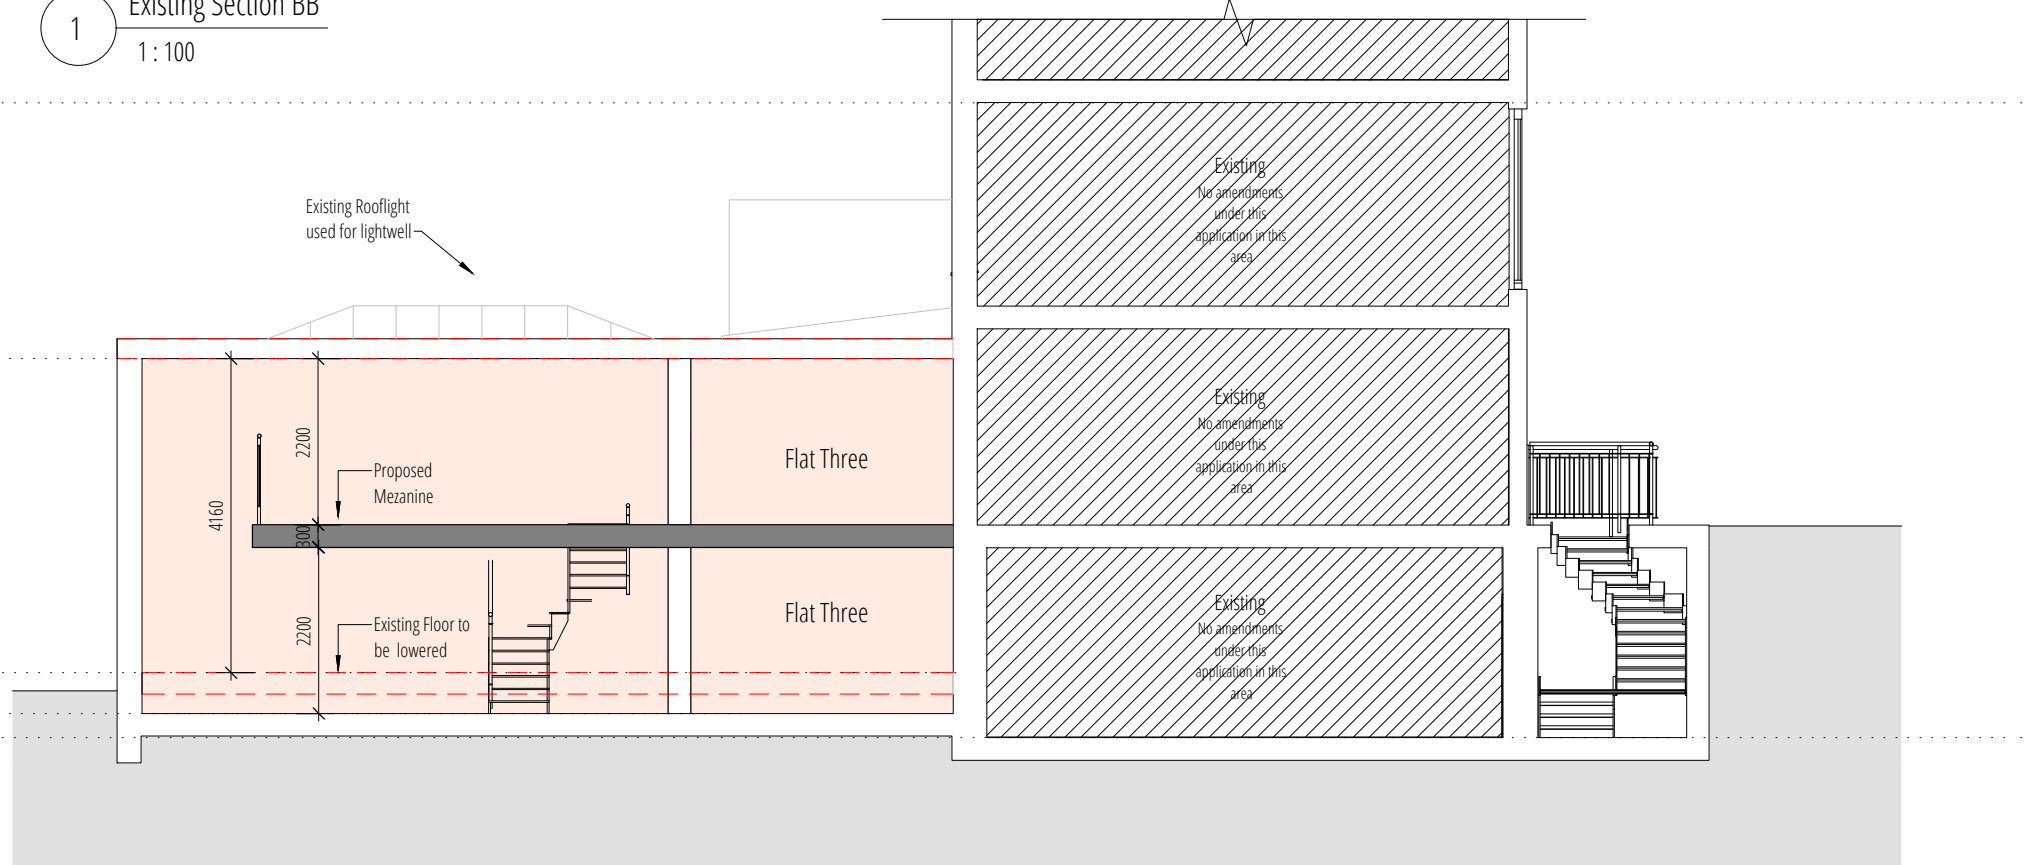 Existing Section BB
1
1 : 100
Existing Rooflight
used for lightwell
Existing
No amendments
under this
application in this
area
Existing
No amendments
under this
application in this
area
Existing
No amendments
under this
application in this
area
2200
4160
300
2200
Proposed
Mezanine
Existing Floor to
be lowered
Flat Three
Flat Three